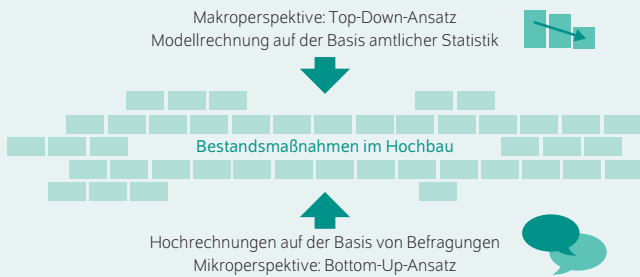 Makroperspektive: Top-Down-Ansatz
Modellrechnung auf der Basis amtlicher Statistik
Bestandsmaßnahmen im Hochbau
Hochrechnungen auf der Basis von Befragungen
Mikroperspektive: Bottom-Up-Ansatz